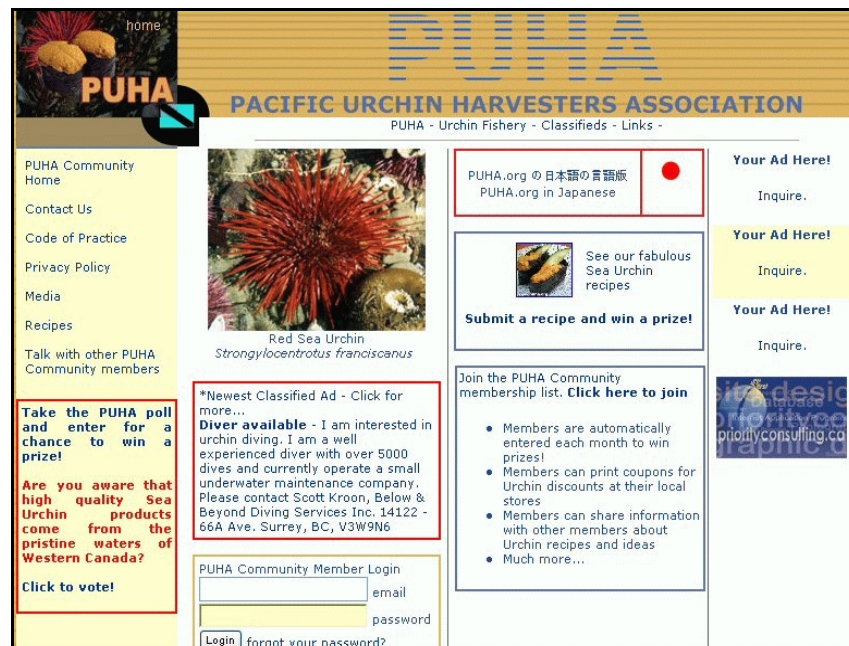 home
PUHA
PUHA
PACIFIC URCHIN HARVESTERS ASSOCIATION
PUHA - Urchin Fishery - Classifieds - Links -
PUHA Community
Home
Contact Us
Code of Practice
Privacy Policy
Media
Recipes
Talk with other PUHA
Community members
Take the PUHA poll
and enter for a
chance to win a
prize!
Are you aware that
high quality Sea
Urchin products
come from the
pristine waters of
Western Canada?
Click to vote!
Red Sea Urchin
Strongylocentrotus franciscanus
*Newest Classified Ad - Click for
more...
Diver available - I am interested in
urchin diving. I am a well
experienced diver with over 5000
dives and currently operate a small
underwater maintenance company.
Please contact Scott Kroon, Below &
Beyond Diving Services Inc. 14122 -
66A Ave. Surrey, BC, V3W9N6
PUHA Community Member Login
email
password
Login forgot your password?
PUHA.org の日本語の言語版
PUHA.org in Japanese
See our fabulous
Sea Urchin
recipes
Submit a recipe and win a prize!
Join the PUHA Community
membership list. Click here to join
Members are automatically
entered each month to win
prizes!
Members can print coupons for
Urchin discounts at their local
stores
Members can share information
with other members about
Urchin recipes and ideas
Much more...
Your Ad Here!
Inquire.
Your Ad Here!
Inquire.
Your Ad Here!
Inquire.
Database
priorityconsulting.ca